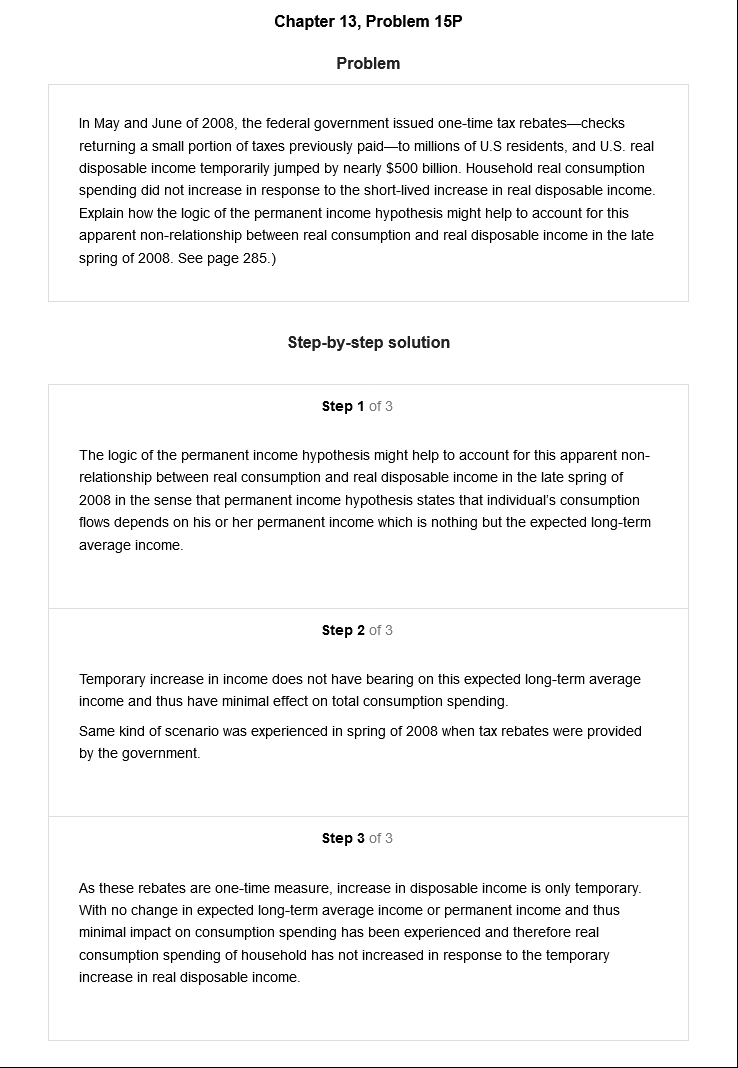 Chapter 13, Problem 15P
Problem
In May and June of 2008, the federal government issued one-time tax rebates—checks
returning a small portion of taxes previously paid—to millions of U.S residents, and U.S. real
disposable income temporarily jumped by nearly $500 billion. Household real consumption
spending did not increase in response to the short-lived increase in real disposable income.
Explain how the logic of the permanent income hypothesis might help to account for this
apparent non-relationship between real consumption and real disposable income in the late
spring of 2008. See page 285.)
Step-by-step solution
Step 1 of 3
The logic of the permanent income hypothesis might help to account for this apparent non-
relationship between real consumption and real disposable income in the late spring of
2008 in the sense that permanent income hypothesis states that individual's consumption
flows depends on his or her permanent income which is nothing but the expected long-term
average income.
Step 2 of 3
Temporary increase in income does not have bearing on this expected long-term average
income and thus have minimal effect on total consumption spending.
Same kind of scenario was experienced in spring of 2008 when tax rebates were provided
by the government.
Step 3 of 3
As these rebates are one-time measure, increase in disposable income is only temporary.
With no change in expected long-term average income or permanent income and thus
minimal impact on consumption spending has been experienced and therefore real
consumption spending of household has not increased in response to the temporary
increase in real disposable income.